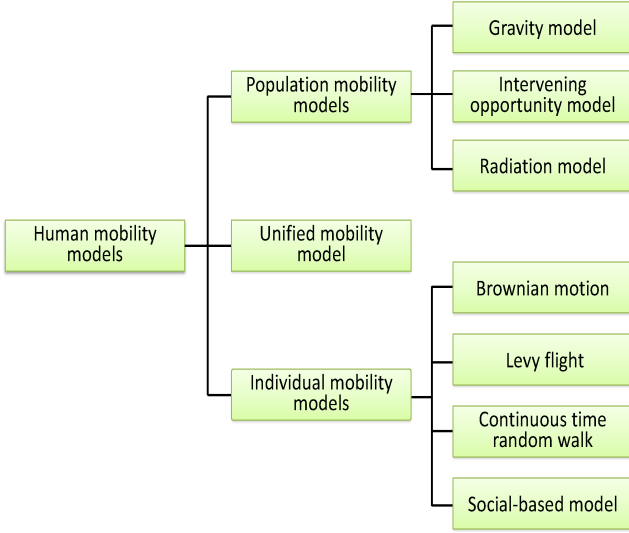 Human mobility
models
Population mobility
models
Gravity model
Intervening
opportunity model
Radiation model
Unified mobility
model
Individual mobility
models
Brownian motion
Levy flight
Continuous time
random walk
Social-based model